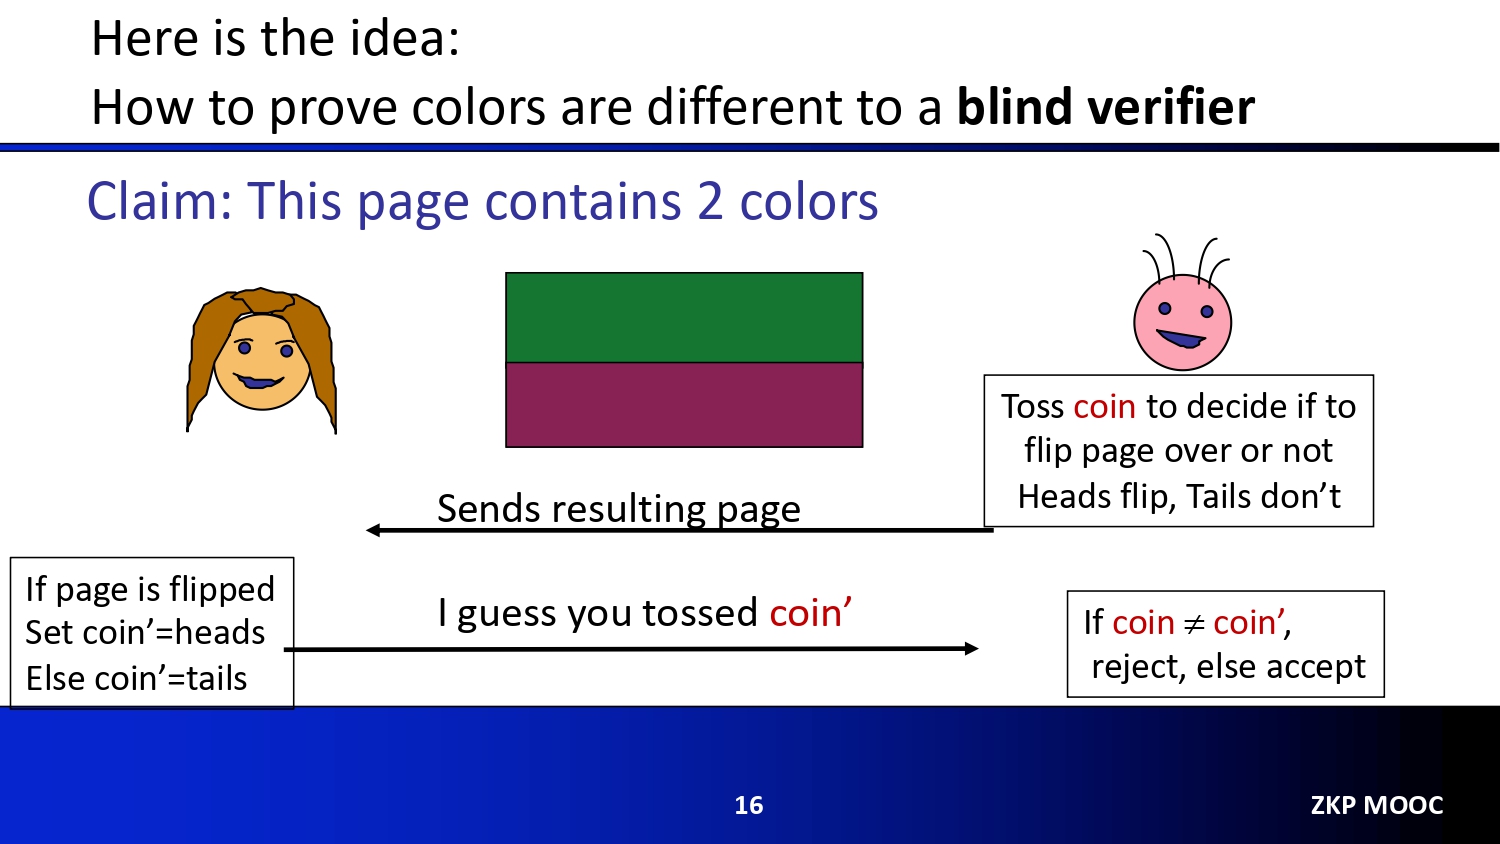 Here is the idea:
How to prove colors are different to a blind verifier
Claim: This page contains 2 colors
Toss coin to decide if to
flip page over or not
Heads flip, Tails don’t
Sends resulting page
If page is flipped
Set coin’=heads
Else coin’=tails
I guess you tossed coin’
If coin ≠ coin’,
reject, else accept
16
ZKP MOOC